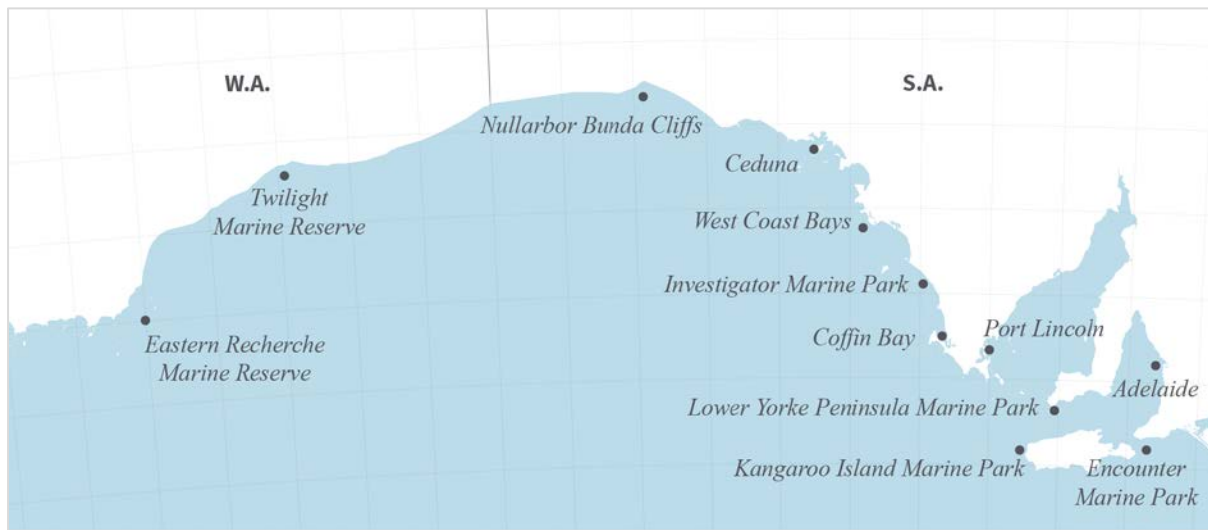 W.A.
S.A.
Nullarbor Bunda Cliffs
Ceduna
Twilight
Marine Reserve
West Coast Bays
Investigator Marine Park
Eastern Recherche
Marine Reserve
Coffin Bay
Port Lincoln
Adelaide
Lower Yorke Peninsula Marine Park
Kangaroo Island Marine Park
Encounter
Marine Park